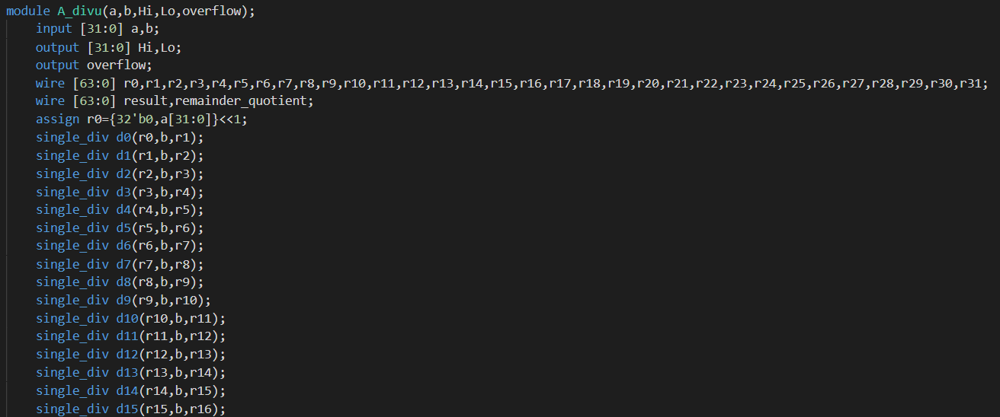 module A_divu(a,b,Hi,Lo,overflow);
input [31:0] a,b;
output [31:0] Hi,Lo;
output overflow;
wire [63:0] r0,r1,r2,r3,r4,r5,r6,r7,r8,r9,r10,r11,r12,r13,r14,r15,r16,r17,r18,r19,r20,r21,r22,r23,r24,r25,r26,r27,r28,r29,r30,r31;
wire [63:0] result,remainder_quotient;
assign r0={32'b0,a[31:0]}<<1;
single_div d0(r0,b,r1);
single_div d1(r1,b,r2);
single_div d2(r2,b,r3);
single_div d3(r3,b,r4);
single_div d4(r4,b,r5);
single_div d5(r5,b,r6);
single_div d6(r6,b,r7);
single_div d7(r7,b,r8);
single_div d8(r8,b,r9);
single_div d9(r9,b,r10);
single_div d10(r10,b,r11);
single_div d11(r11,b,r12);
single_div d12(r12,b,r13);
single_div d13(r13,b,r14);
single_div d14(r14,b,r15);
single_div d15(r15,b,r16);